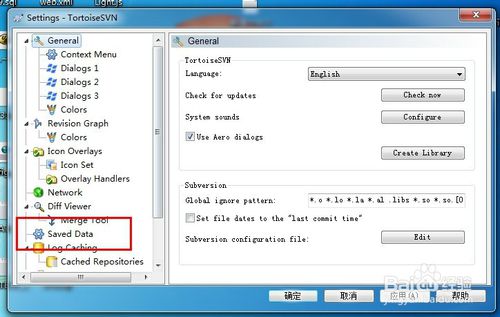 .sql web.xml Light.js
Settings - TortoiseSVN
General
Context Menu
Dialogs 1
Dialogs 2
Dialogs 3
Colors
Revision Graph
Colors
Icon Overlays
Icon Set
Overlay Handlers
Network
Diff Viewer
Merge Tool
Saved Data
Log Caching
Cached Repositories
General
TortoiseSVN
Language: English
Check for updates Check now
System sounds Configure
Use Aero dialogs
Create Library
Subversion
Global ignore pattern: *.o *.lo *.la *.al .libs *.so *.so.[0
Set file dates to the "last commit time"
Subversion configuration file: Edit
确定 取消 应用(A) 帮助
Baidu 经验
jingyan.baidu.com